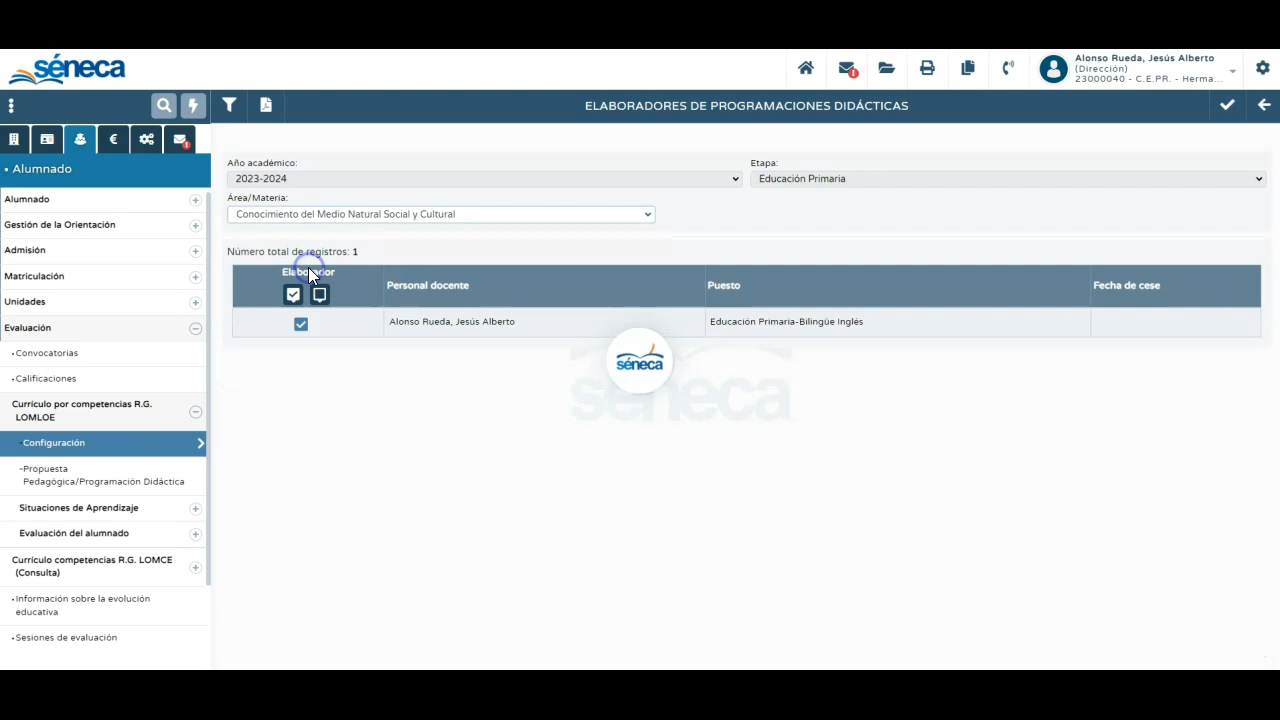 séneca
Alonso Rueda, Jesús Alberto
(Dirección)
23000040 - C.E.PR. - Herma...
ELABORADORES DE PROGRAMACIONES DIDÁCTICAS
• Alumnado
Alumnado
Gestión de la Orientación
Admisión
Matriculación
Unidades
Evaluación
•Convocatorias
•Calificaciones
Currículo por competencias R.G.
LOMLOE
-Configuración
-Propuesta
Pedagógica/Programación Didáctica
Situaciones de Aprendizaje
Evaluación del alumnado
Currículo competencias R.G. LOMCE
(Consulta)
•Información sobre la evolución
educativa
•Sesiones de evaluación
Año académico:
Etapa:
2023-2024
Educación Primaria
Área/Materia:
Conocimiento del Medio Natural Social y Cultural
Número total de registros: 1
Elaborador
Personal docente
Puesto
Fecha de cese
Alonso Rueda, Jesús Alberto
Educación Primaria-Bilingüe Inglés
séneca
séneca